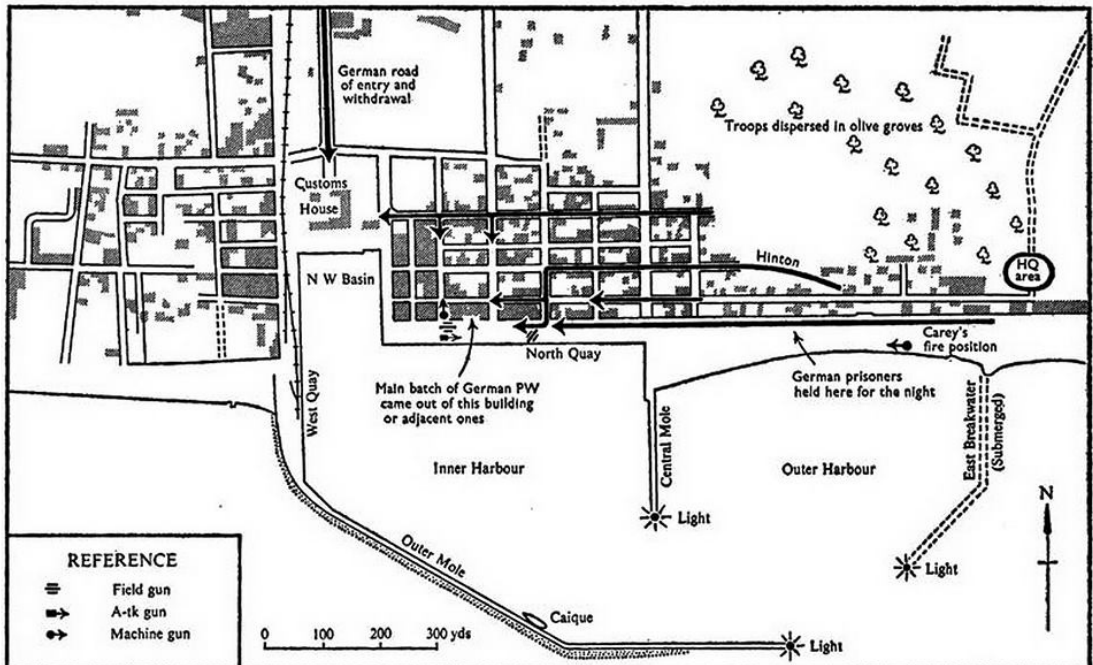 German road
of entry and
withdrawal
Troops dispersed in olive groves
Customs
House
Hinton
HQ
area
N W Basin
North Quay
Carey's
fire position
West Quay
Main batch of German PW
came out of this building
or adjacent ones
German prisoners
held here for the night
Central Mole
East Breakwater
(Submerged)
Inner Harbour
Outer Harbour
N
Light
Light
Outer Mole
Caique
Light
REFERENCE
Field gun
A-tk gun
Machine gun
0 100 200 300 yds